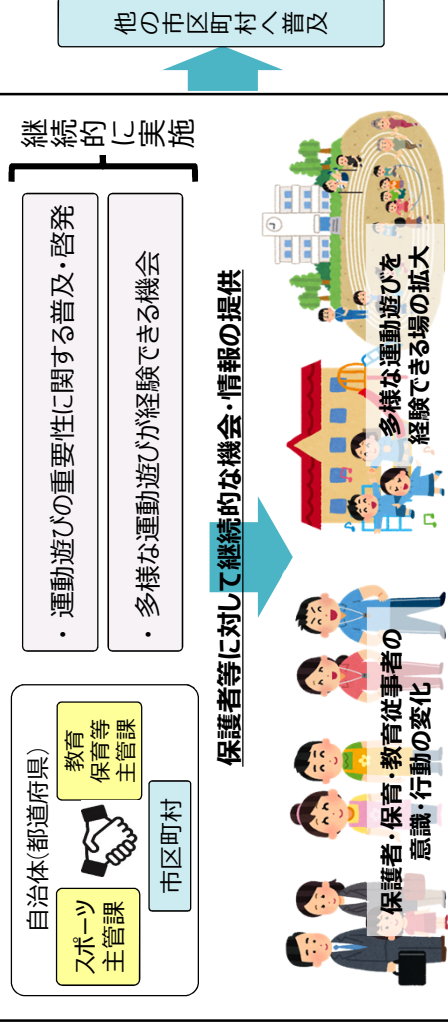 自治体(都道府県)
スポーツ
主管課
教育
保育等
主管課
市区町村
・ 運動遊びの重要性に関する普及・啓発
・ 多様な運動遊びが経験できる機会
継続的に実施
保護者等に対して継続的な機会・情報の提供
保護者・保育・教育従事者の
意識・行動の変化
多様な運動遊びを
経験できる場の拡大
他の市区町村へ普及